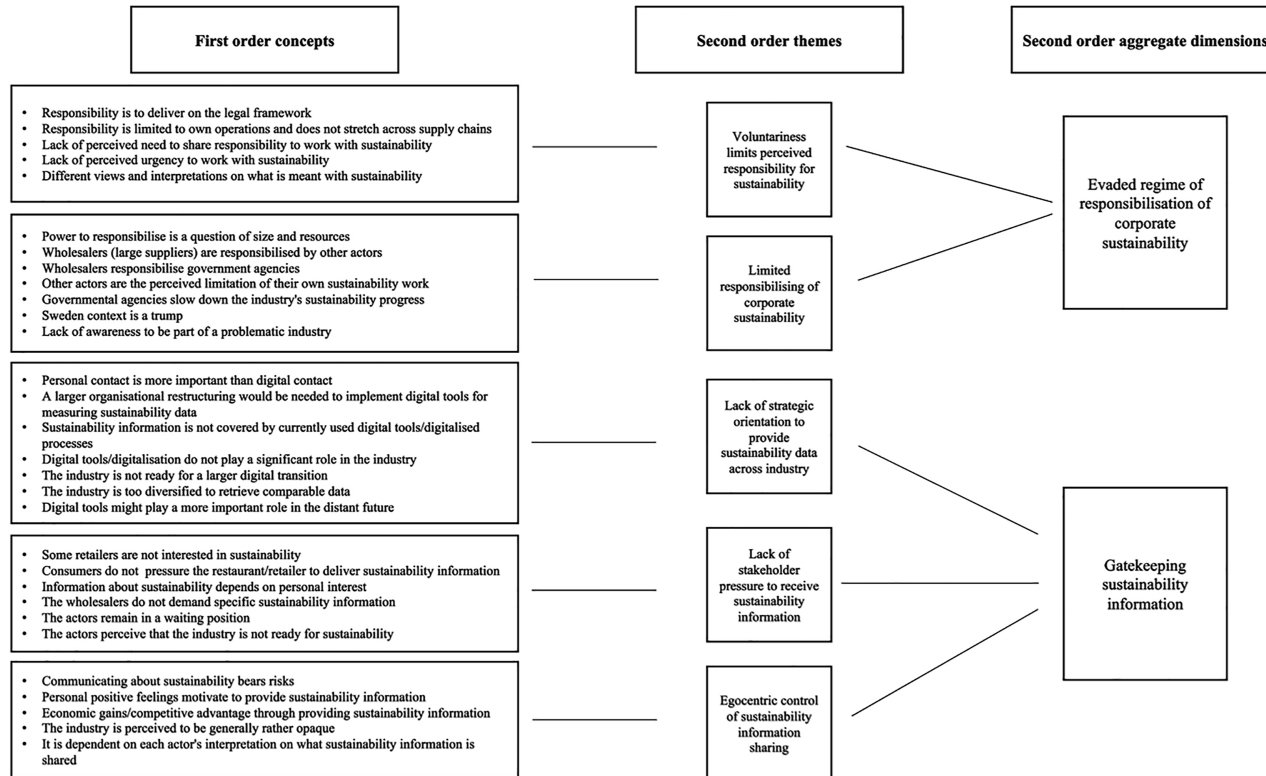 First order concepts
Second order themes
Second order aggregate dimensions
• Responsibility is to deliver on the legal framework
• Responsibility is limited to own operations and does not stretch across supply chains
• Lack of perceived need to share responsibility to work with sustainability
• Lack of perceived urgency to work with sustainability
• Different views and interpretations on what is meant with sustainability
Voluntariness
limits perceived
responsibility for
sustainability
Evaded regime of
responsibilisation of
corporate
sustainability
• Power to responsibilise is a question of size and resources
• Wholesalers (large suppliers) are responsibilised by other actors
• Wholesalers responsibilise government agencies
• Other actors are the perceived limitation of their own sustainability work
• Governmental agencies slow down the industry's sustainability progress
• Sweden context is a trump
• Lack of awareness to be part of a problematic industry
Limited
responsibilising of
corporate
sustainability
• Personal contact is more important than digital contact
• A larger organisational restructuring would be needed to implement digital tools for
measuring sustainability data
• Sustainability information is not covered by currently used digital tools/digitalised
processes
• Digital tools/digitalisation do not play a significant role in the industry
• The industry is not ready for a larger digital transition
• The industry is too diversified to retrieve comparable data
• Digital tools might play a more important role in the distant future
Lack of strategic
orientation to
provide
sustainability data
across industry
• Some retailers are not interested in sustainability
• Consumers do not pressure the restaurant/retailer to deliver sustainability information
• Information about sustainability depends on personal interest
• The wholesalers do not demand specific sustainability information
• The actors remain in a waiting position
• The actors perceive that the industry is not ready for sustainability
Lack of
stakeholder
pressure to receive
sustainability
information
Gatekeeping
sustainability
information
• Communicating about sustainability bears risks
• Personal positive feelings motivate to provide sustainability information
• Economic gains/competitive advantage through providing sustainability information
• The industry is perceived to be generally rather opaque
• It is dependent on each actor's interpretation on what sustainability information is
shared
Egocentric control
of sustainability
information
sharing